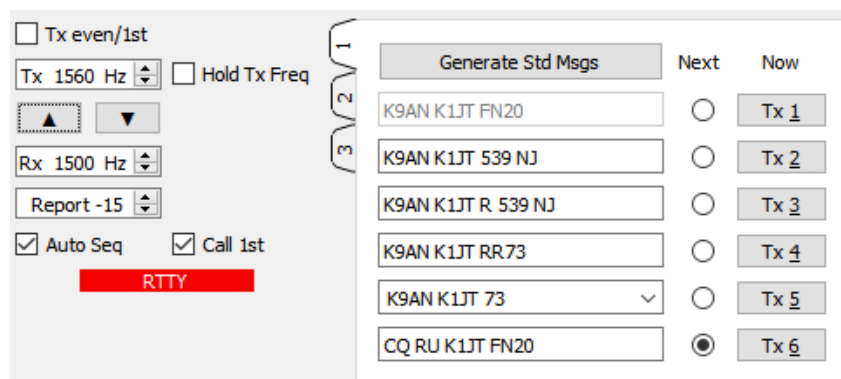 Tx even/1st
Tx 1560 Hz
Hold Tx Freq
▲ ▼
Rx 1500 Hz
Report -15
Auto Seq
Call 1st
RTTY
1
2
3
Generate Std Msgs Next Now
K9AN K1JT FN20 Tx 1
K9AN K1JT 539 NJ Tx 2
K9AN K1JT R 539 NJ Tx 3
K9AN K1JT RR73 Tx 4
K9AN K1JT 73 Tx 5
CQ RU K1JT FN20 Tx 6